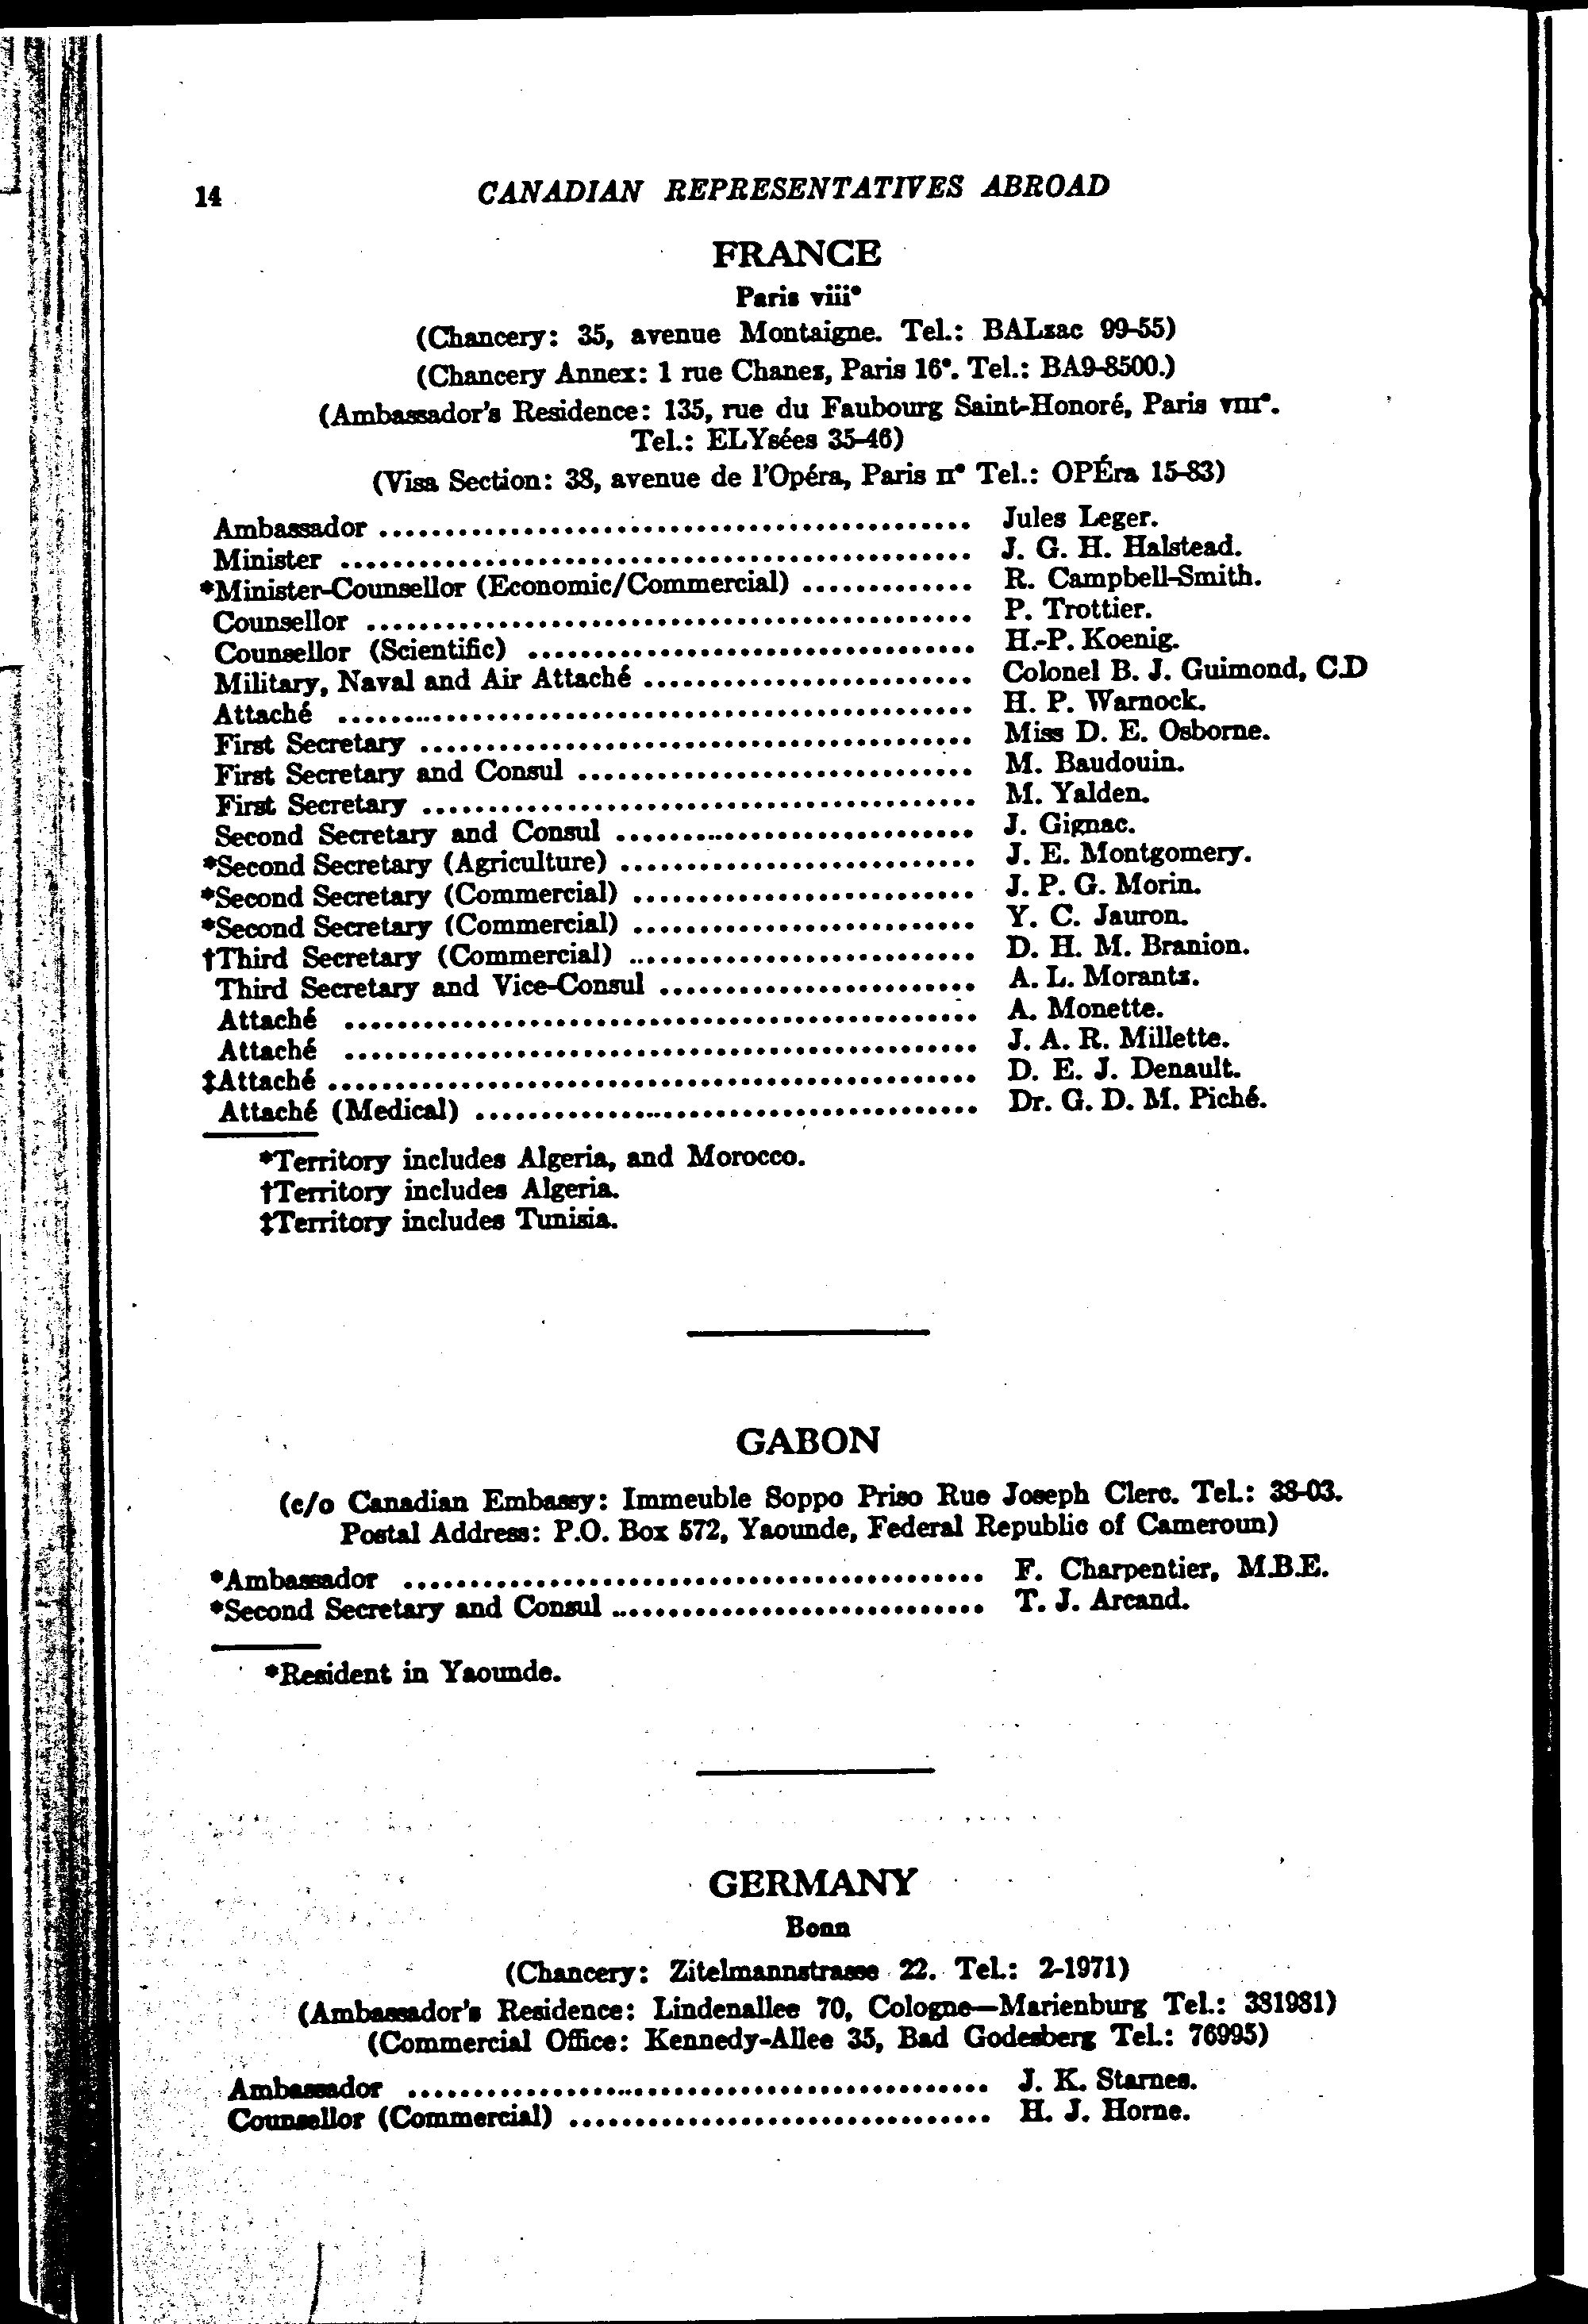 14 CANADIAN REPRESENTATIVES ABROAD
FRANCE
Paris viiiᵉ
(Chancery: 35, avenue Montaigne. Tel.: BALzac 99-55)
(Chancery Annex: 1 rue Chanez, Paris 16ᵉ. Tel.: BA9-8500.)
(Ambassador's Residence: 135, rue du Faubourg Saint-Honoré, Paris VIIIᵉ.
Tel.: ELYsées 35-46)
(Visa Section: 38, avenue de l'Opéra, Paris IIᵉ Tel.: OPÉra 15-83)
Ambassador ........................................ Jules Leger.
Minister ........................................ J. G. H. Halstead.
*Minister-Counsellor (Economic/Commercial) ............. R. Campbell-Smith.
Counsellor ........................................ P. Trottier.
Counsellor (Scientific) .................................. H.-P. Koenig.
Military, Naval and Air Attaché ......................... Colonel B. J. Guimond, C.D
Attaché ........................................ H. P. Warnock.
First Secretary ........................................ Miss D. E. Osborne.
First Secretary and Consul .............................. M. Baudouin.
First Secretary ........................................ M. Yalden.
Second Secretary and Consul ........................... J. Gignac.
*Second Secretary (Agriculture) ........................... J. E. Montgomery.
*Second Secretary (Commercial) .......................... J. P. G. Morin.
*Second Secretary (Commercial) .......................... Y. C. Jauron.
†Third Secretary (Commercial) .......................... D. H. M. Branion.
Third Secretary and Vice-Consul ........................ A. L. Morantz.
Attaché ........................................ A. Monette.
Attaché ........................................ J. A. R. Millette.
‡Attaché ........................................ D. E. J. Denault.
Attaché (Medical) ...................................... Dr. G. D. M. Piché.
*Territory includes Algeria, and Morocco.
†Territory includes Algeria.
‡Territory includes Tunisia.
GABON
(c/o Canadian Embassy: Immeuble Soppo Priso Rue Joseph Clerc. Tel.: 38-03.
Postal Address: P.O. Box 572, Yaounde, Federal Republic of Cameroun)
*Ambassador ........................................ F. Charpentier, M.B.E.
*Second Secretary and Consul ............................ T. J. Arcand.
*Resident in Yaounde.
GERMANY
Bonn
(Chancery: Zitelmannstrasse 22. Tel.: 2-1971)
(Ambassador's Residence: Lindenallee 70, Cologne—Marienburg Tel.: 381981)
(Commercial Office: Kennedy-Allee 35, Bad Godesberg Tel.: 76995)
Ambassador ........................................ J. K. Starnes.
Counsellor (Commercial) ................................ H. J. Horne.